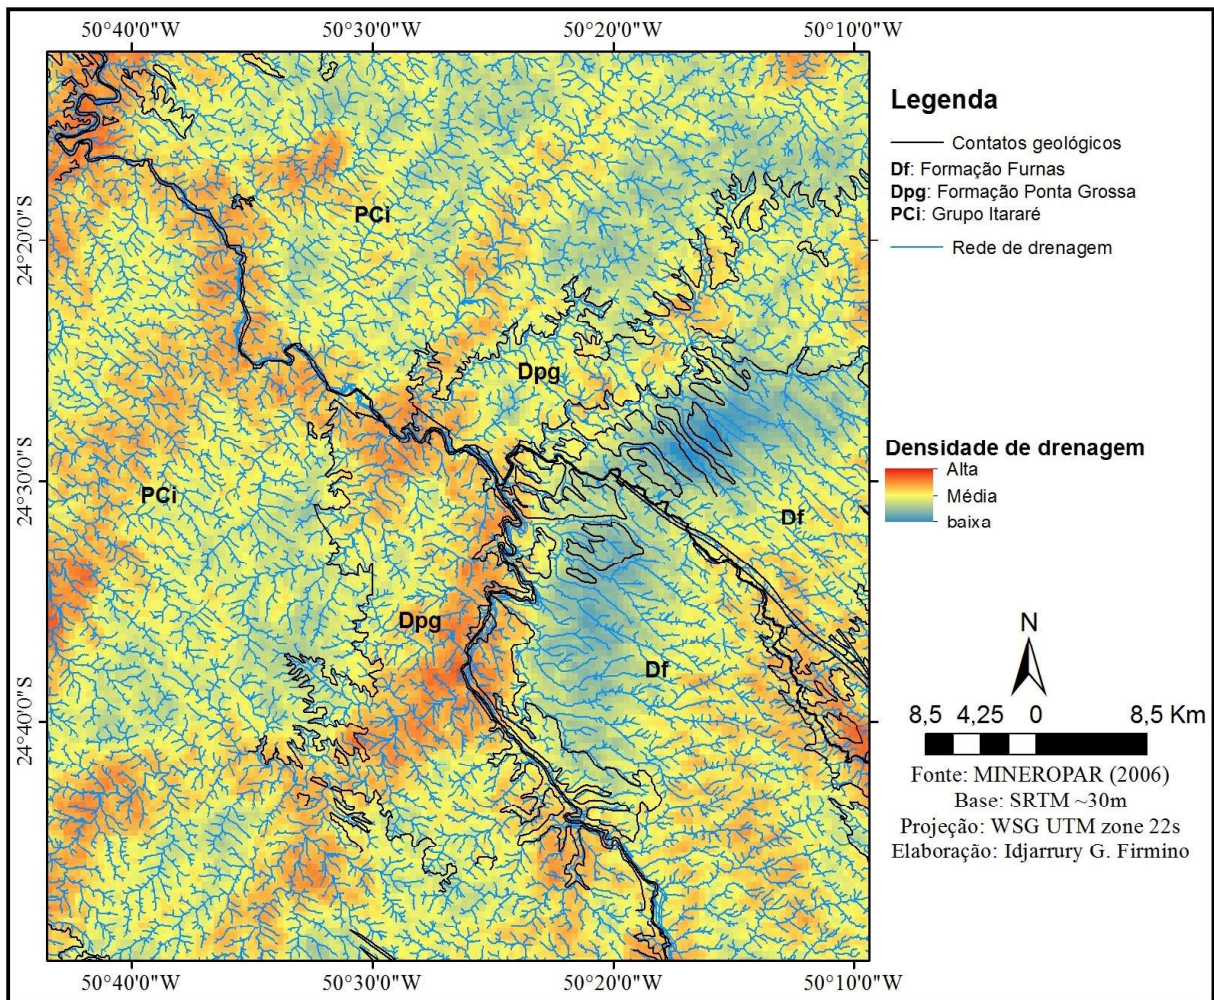 50°40'0"W 50°30'0"W 50°20'0"W 50°10'0"W
24°20'0"S
24°30'0"S
24°40'0"S
PCi
Dpg
PCi
Df
Dpg
Df
50°40'0"W 50°30'0"W 50°20'0"W 50°10'0"W
Legenda
Contatos geológicos
Df: Formação Furnas
Dpg: Formação Ponta Grossa
PCi: Grupo Itararé
Rede de drenagem
Densidade de drenagem
Alta
Média
baixa
N
8,5 4,25 0 8,5 Km
Fonte: MINEROPAR (2006)
Base: SRTM ~30m
Projeção: WSG UTM zone 22s
Elaboração: Idjarrury G. Firmino